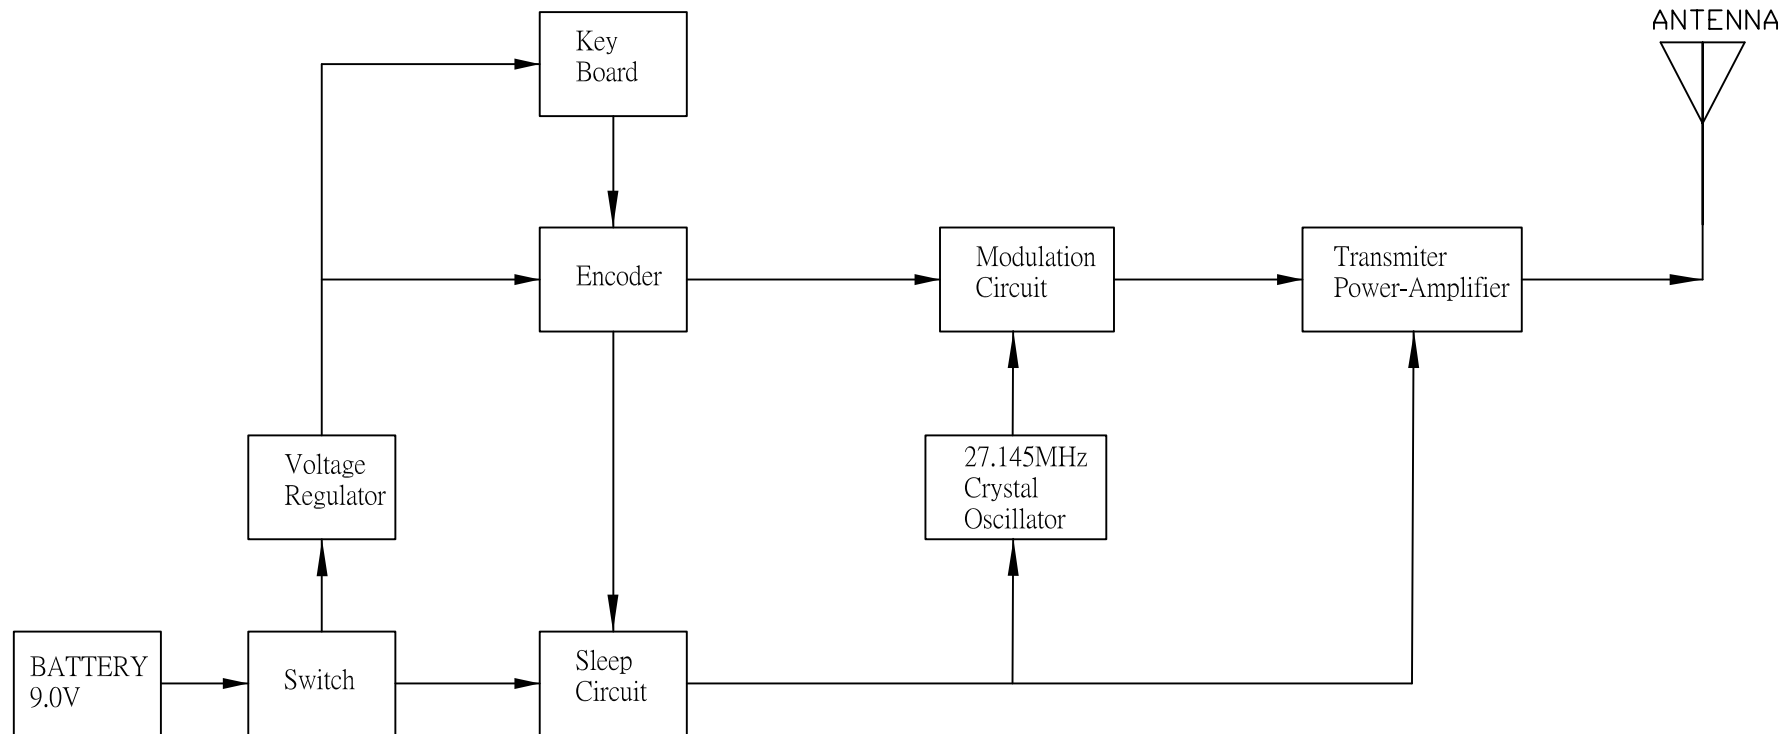 ANTENNA
Key
Board
Encoder
Modulation
Circuit
Transmiter
Power-Amplifier
Voltage
Regulator
27.145MHz
Crystal
Oscillator
BATTERY
9.0V
Switch
Sleep
Circuit